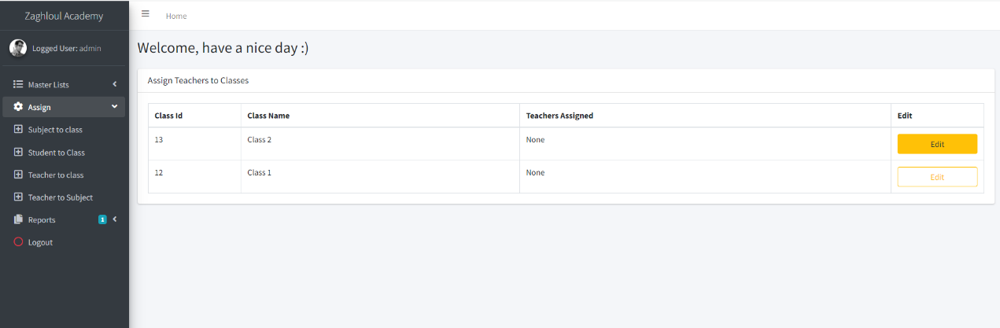 Zaghloul Academy
Home
Logged User: admin
Welcome, have a nice day :)
Master Lists
Assign
Subject to class
Student to Class
Teacher to class
Teacher to Subject
Reports 1
Logout
Assign Teachers to Classes
Class Id Class Name Teachers Assigned Edit
13 Class 2 None Edit
12 Class 1 None Edit